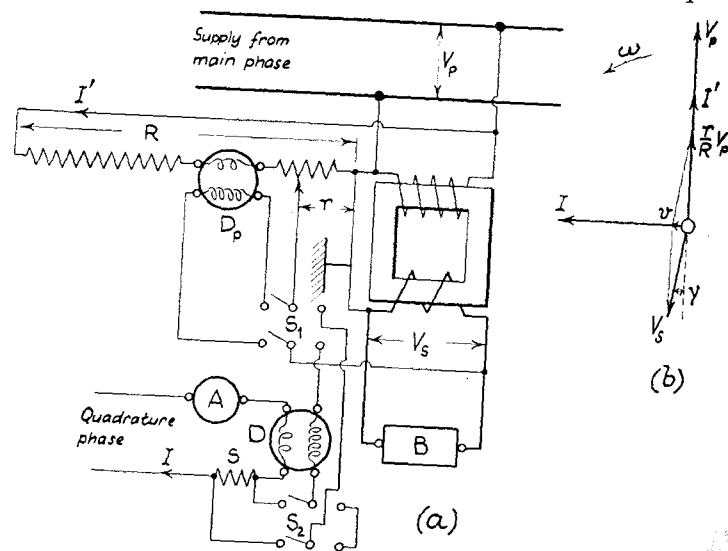 Supply from
main phase
V_p
ω
V_p
I'
r/R V_p
I'
R
D_p
r
I
v
V_s
γ
(b)
S_1
V_s
A
Quadrature
phase
D
B
I
S
S_2
(a)